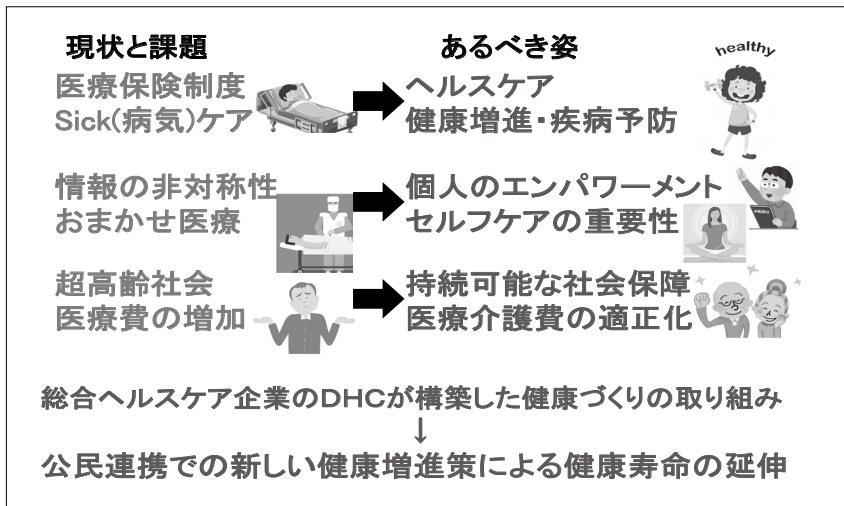 現状と課題
あるべき姿
healthy
医療保険制度
Sick(病気)ケア
ヘルスケア
健康増進・疾病予防
情報の非対称性
おまかせ医療
個人のエンパワーメント
セルフケアの重要性
超高齢社会
医療費の増加
持続可能な社会保障
医療介護費の適正化
総合ヘルスケア企業のDHCが構築した健康づくりの取り組み
↓
公民連携での新しい健康増進策による健康寿命の延伸